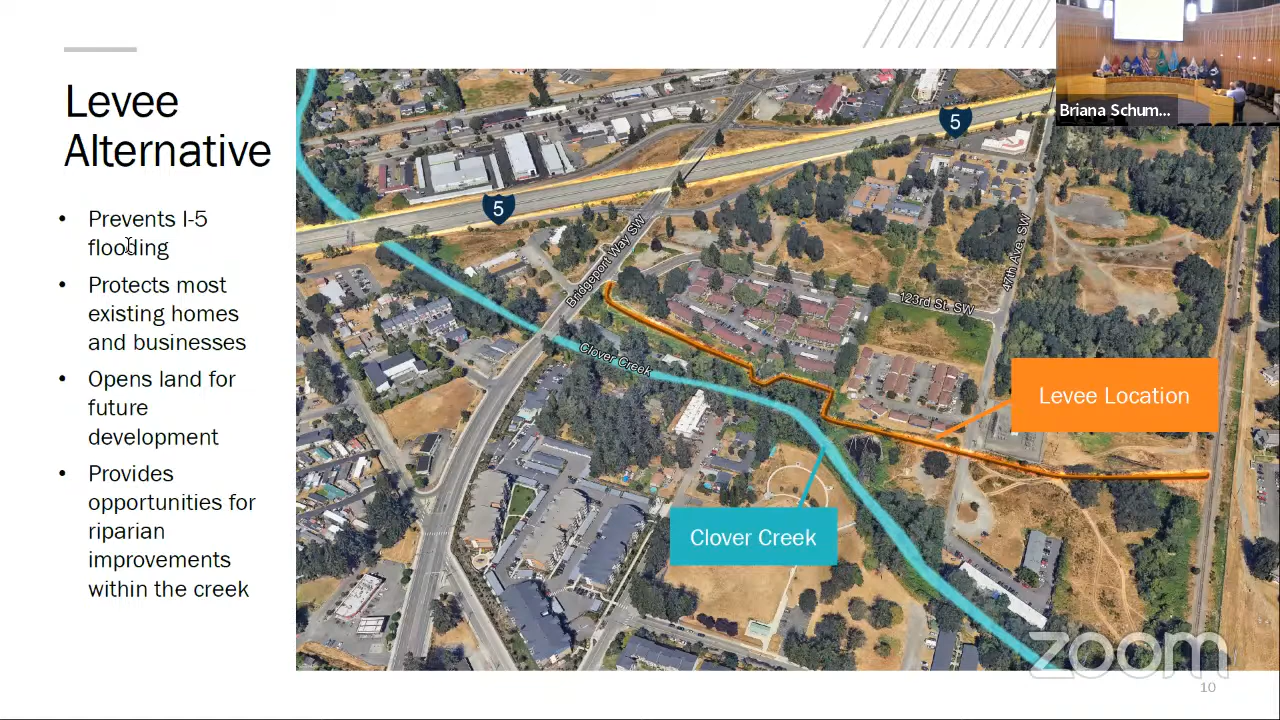 Levee
Alternative
• Prevents I-5
flooding
• Protects most
existing homes
and businesses
• Opens land for
future
development
• Provides
opportunities for
riparian
improvements
within the creek
5
5
Bridgeport Way SW
47th Ave. SW
123rd St. SW
Clover Creek
Levee Location
Clover Creek
Briana Schum...
zoom
10